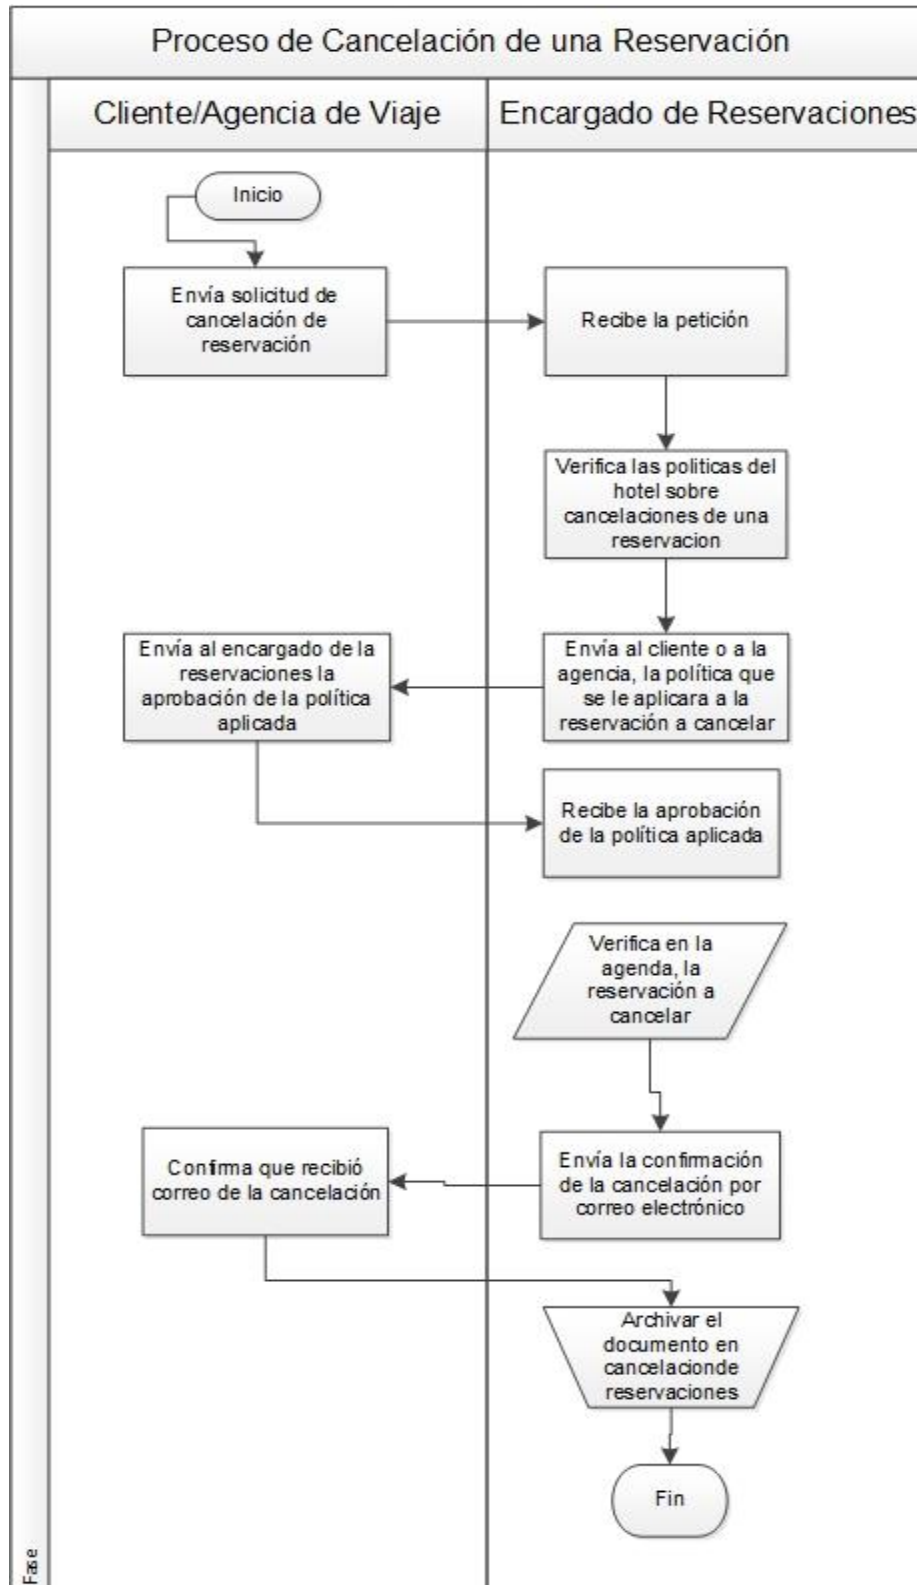 Proceso de Cancelación de una Reservación
Cliente/Agencia de Viaje
Encargado de Reservaciones
Inicio
Envía solicitud de
cancelación de
reservación
Recibe la petición
Verifica las politicas del
hotel sobre
cancelaciones de una
reservacion
Envía al encargado de la
reservaciones la
aprobación de la política
aplicada
Envía al cliente o a la
agencia, la política que
se le aplicara a la
reservación a cancelar
Recibe la aprobación
de la política aplicada
Verifica en la
agenda, la
reservación a
cancelar
Confirma que recibió
correo de la cancelación
Envía la confirmación
de la cancelación por
correo electrónico
Archivar el
documento en
cancelacionde
reservaciones
Fin
Fase